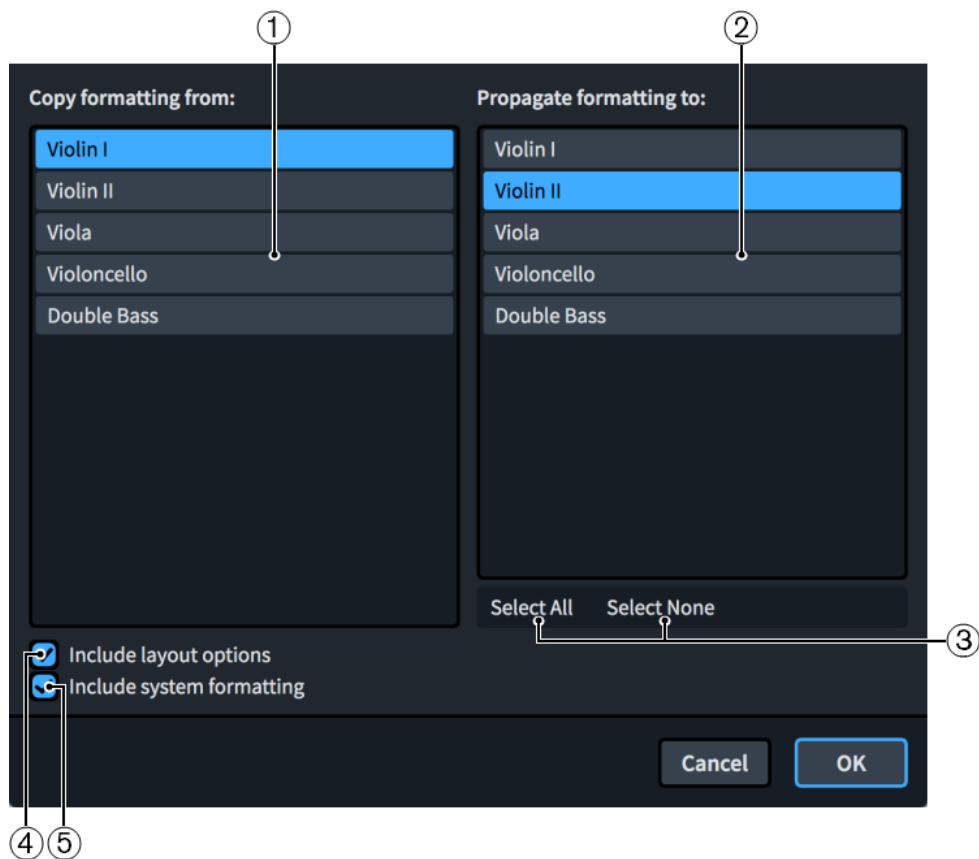 ① ②
Copy formatting from:
Violin I
Violin II
Viola
Violoncello
Double Bass
Propagate formatting to:
Violin I
Violin II
Viola
Violoncello
Double Bass
Select All Select None
③
Include layout options
Include system formatting
Cancel OK
④ ⑤